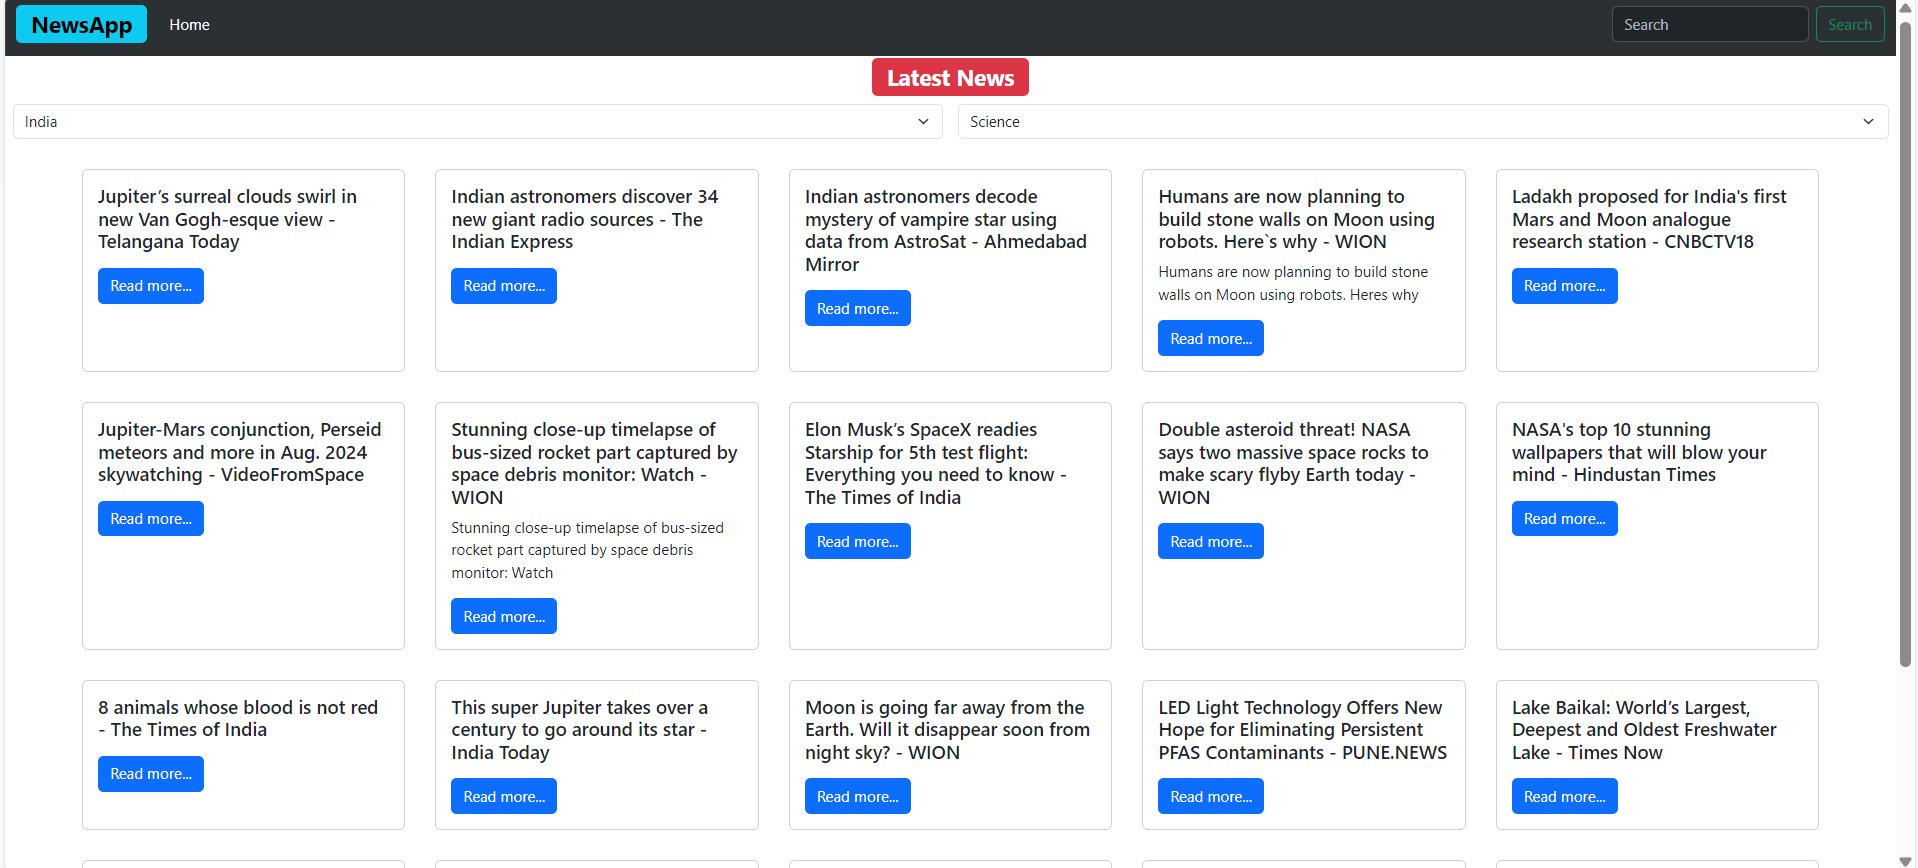 NewsApp
Home
Search
Search
Latest News
India
Science
Jupiter’s surreal clouds swirl in
new Van Gogh-esque view -
Telangana Today
Read more...
Indian astronomers discover 34
new giant radio sources - The
Indian Express
Read more...
Indian astronomers decode
mystery of vampire star using
data from AstroSat - Ahmedabad
Mirror
Read more...
Humans are now planning to
build stone walls on Moon using
robots. Here`s why - WION
Humans are now planning to build stone
walls on Moon using robots. Heres why
Read more...
Ladakh proposed for India's first
Mars and Moon analogue
research station - CNBCTV18
Read more...
Jupiter-Mars conjunction, Perseid
meteors and more in Aug. 2024
skywatching - VideoFromSpace
Read more...
Stunning close-up timelapse of
bus-sized rocket part captured by
space debris monitor: Watch -
WION
Stunning close-up timelapse of bus-sized
rocket part captured by space debris
monitor: Watch
Read more...
Elon Musk’s SpaceX readies
Starship for 5th test flight:
Everything you need to know -
The Times of India
Read more...
Double asteroid threat! NASA
says two massive space rocks to
make scary flyby Earth today -
WION
Read more...
NASA's top 10 stunning
wallpapers that will blow your
mind - Hindustan Times
Read more...
8 animals whose blood is not red
- The Times of India
Read more...
This super Jupiter takes over a
century to go around its star -
India Today
Read more...
Moon is going far away from the
Earth. Will it disappear soon from
night sky? - WION
Read more...
LED Light Technology Offers New
Hope for Eliminating Persistent
PFAS Contaminants - PUNE.NEWS
Read more...
Lake Baikal: World’s Largest,
Deepest and Oldest Freshwater
Lake - Times Now
Read more...